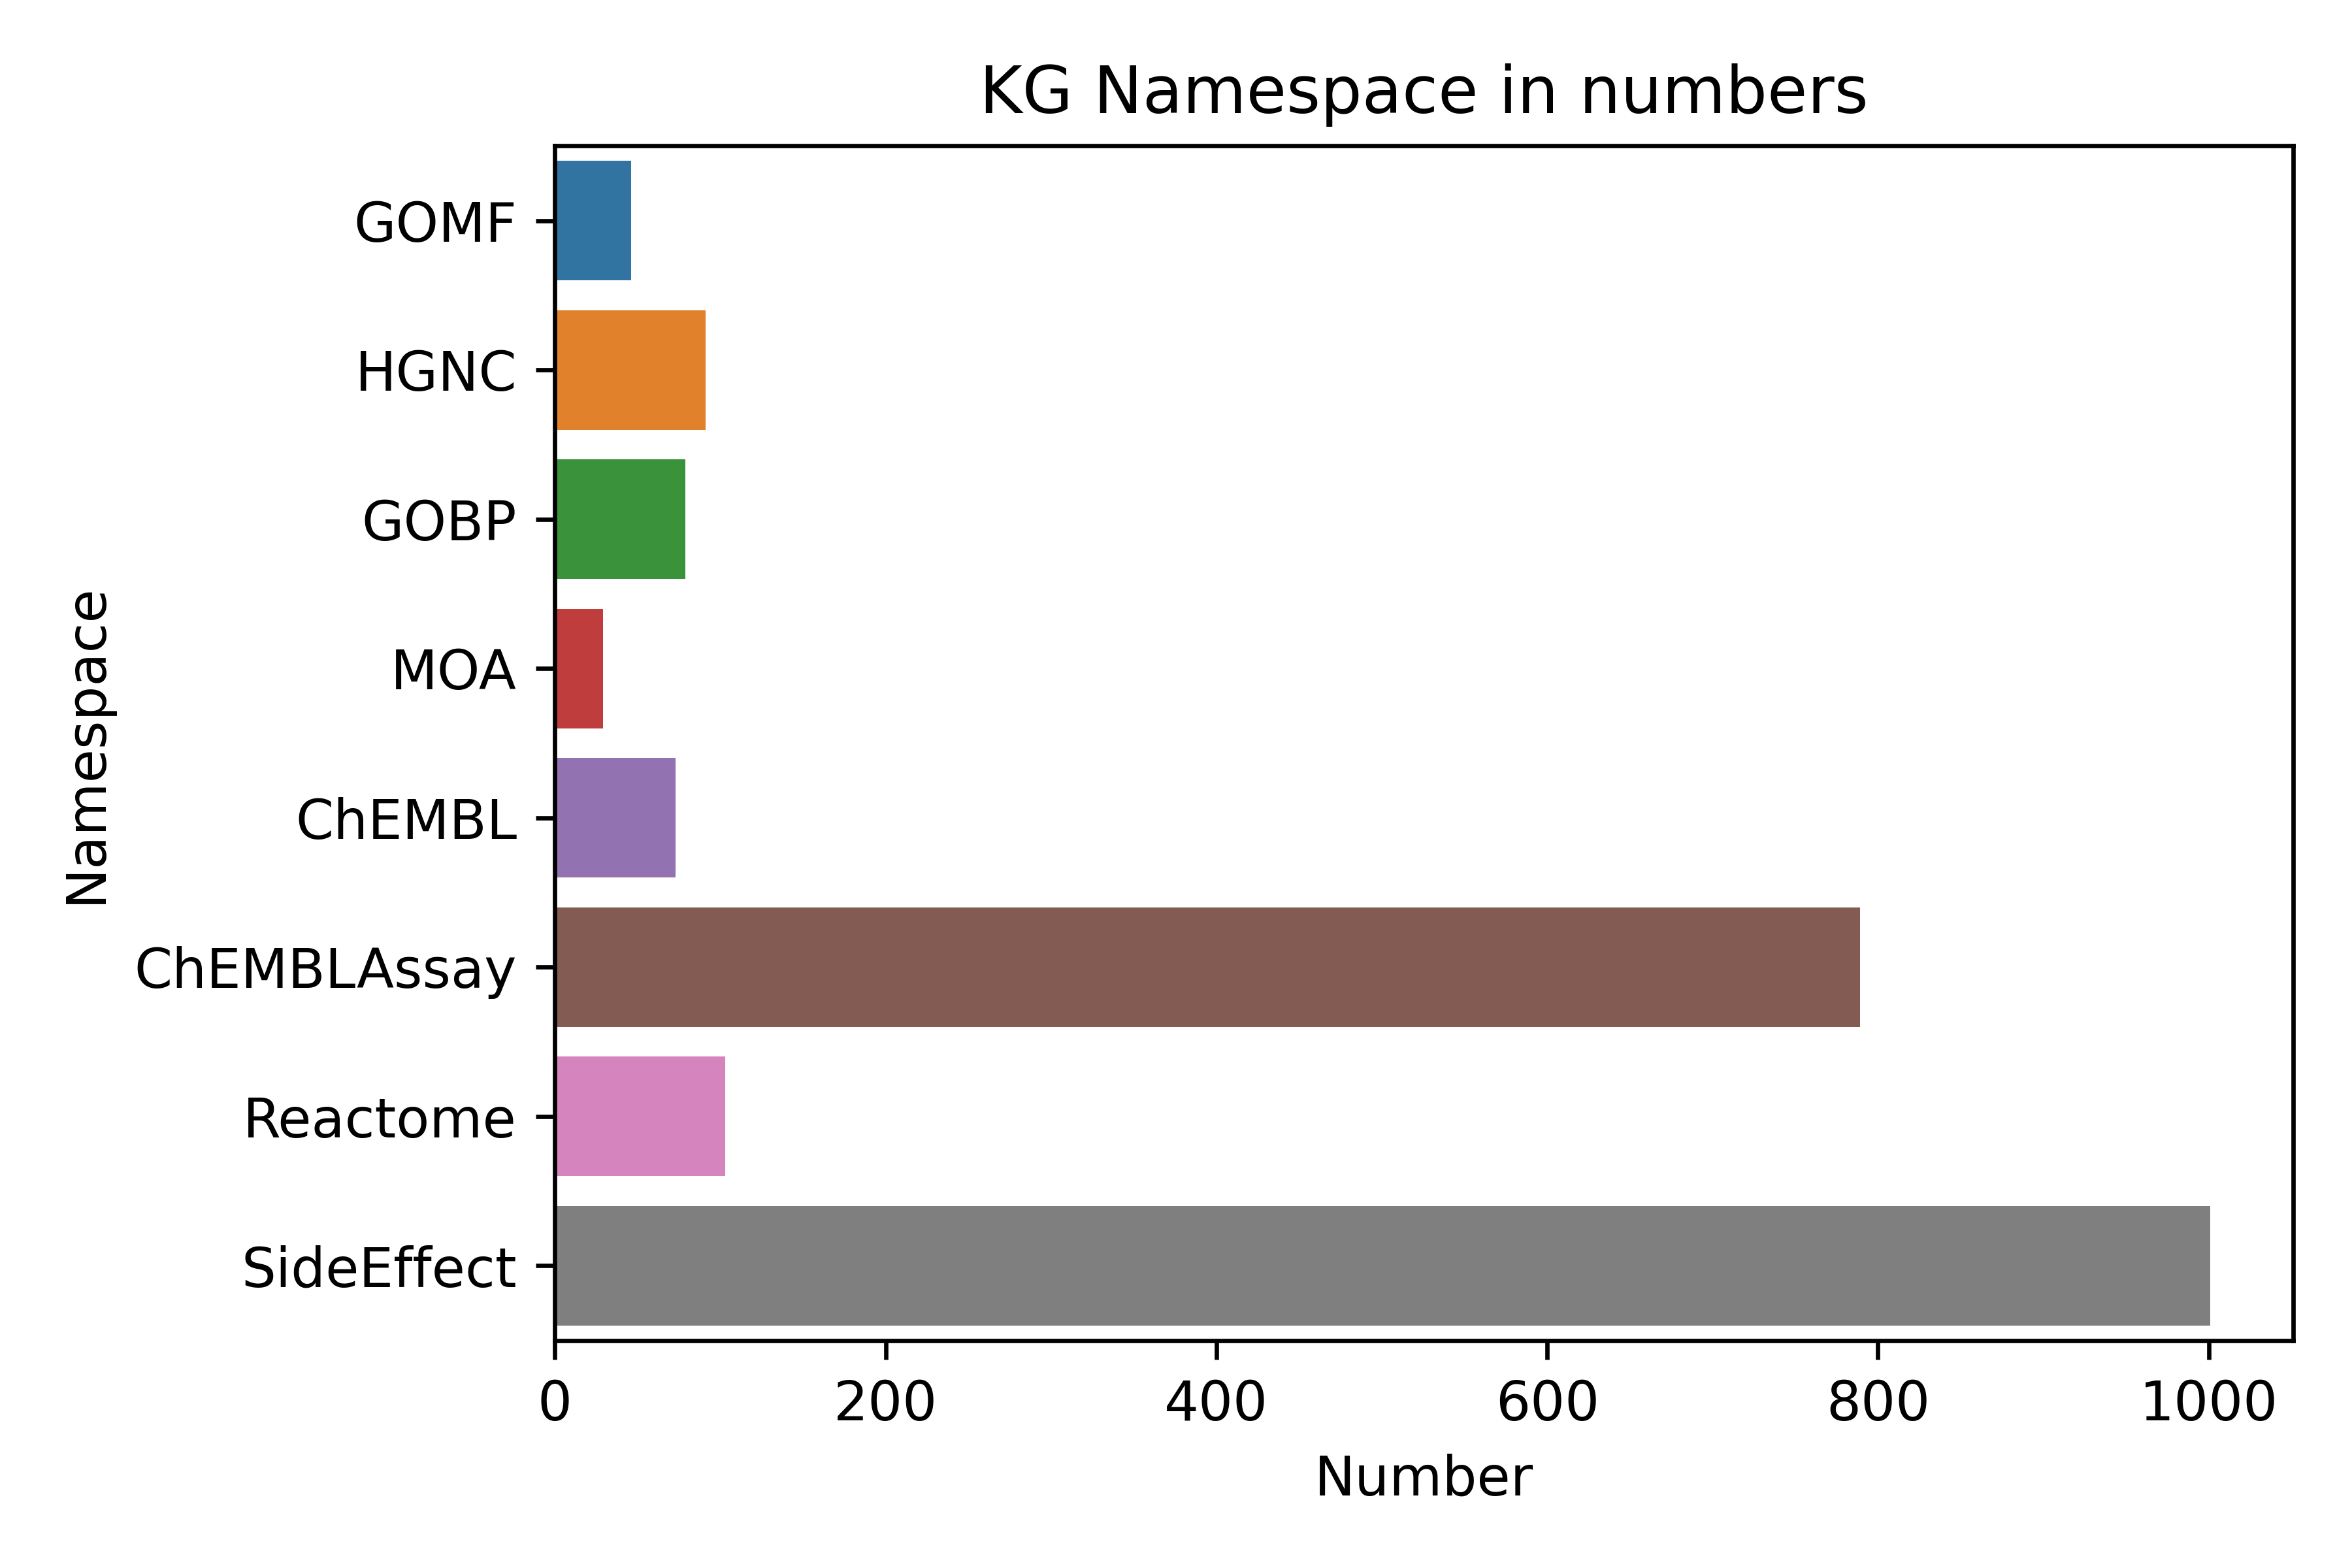 KG Namespace in numbers
Namespace
GOMF
HGNC
GOBP
MOA
ChEMBL
ChEMBLAssay
Reactome
SideEffect
0 200 400 600 800 1000
Number